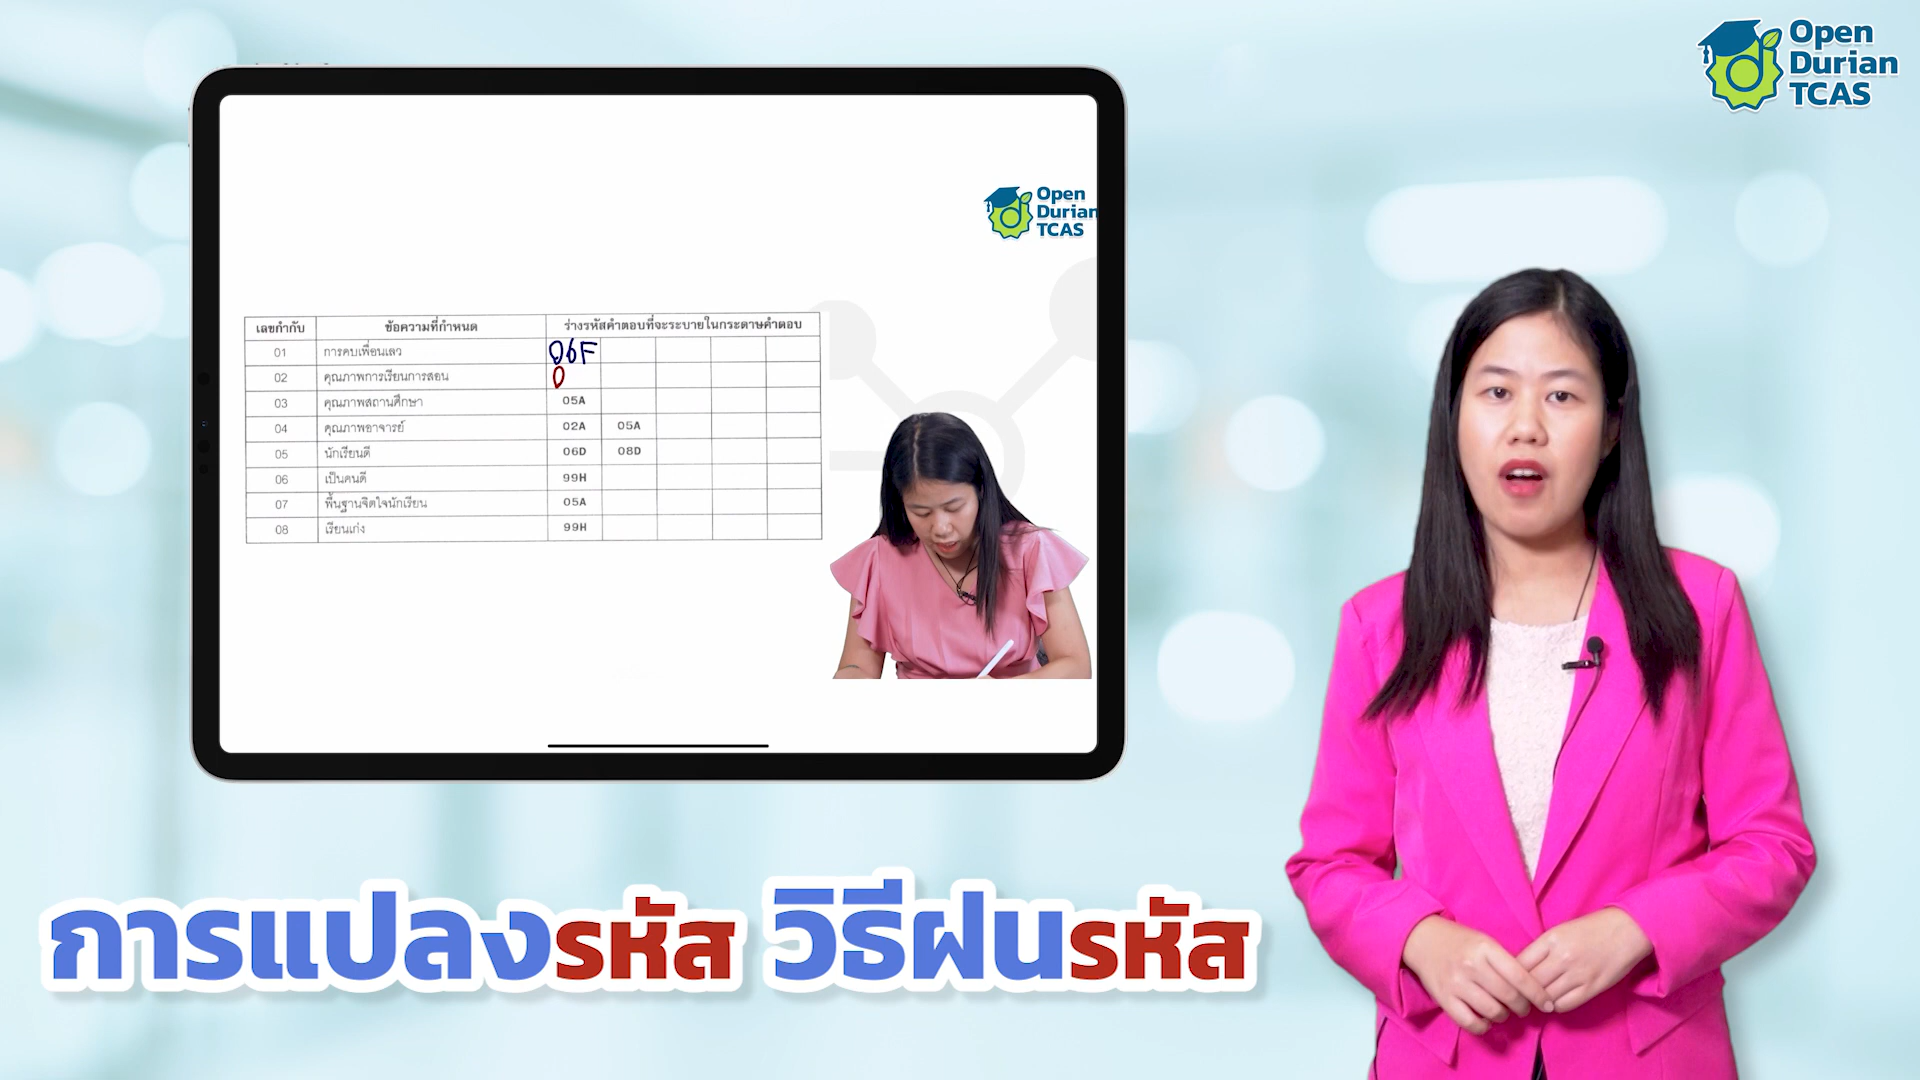 Open
Durian
TCAS
Open
Durian
TCAS
เลขกำกับ ข้อความที่กำหนด ร่างรหัสคำตอบที่จะระบายในกระดาษคำตอบ
01 การคบเพื่อนเลว 06F
02 คุณภาพการเรียนการสอน 0
03 คุณภาพสถานศึกษา 05A
04 คุณภาพอาจารย์ 02A 05A
05 นักเรียนดี 06D 08D
06 เป็นคนดี 99H
07 พื้นฐานจิตใจนักเรียน 05A
08 เรียนเก่ง 99H
การแปลงรหัส วิธีฝนรหัส